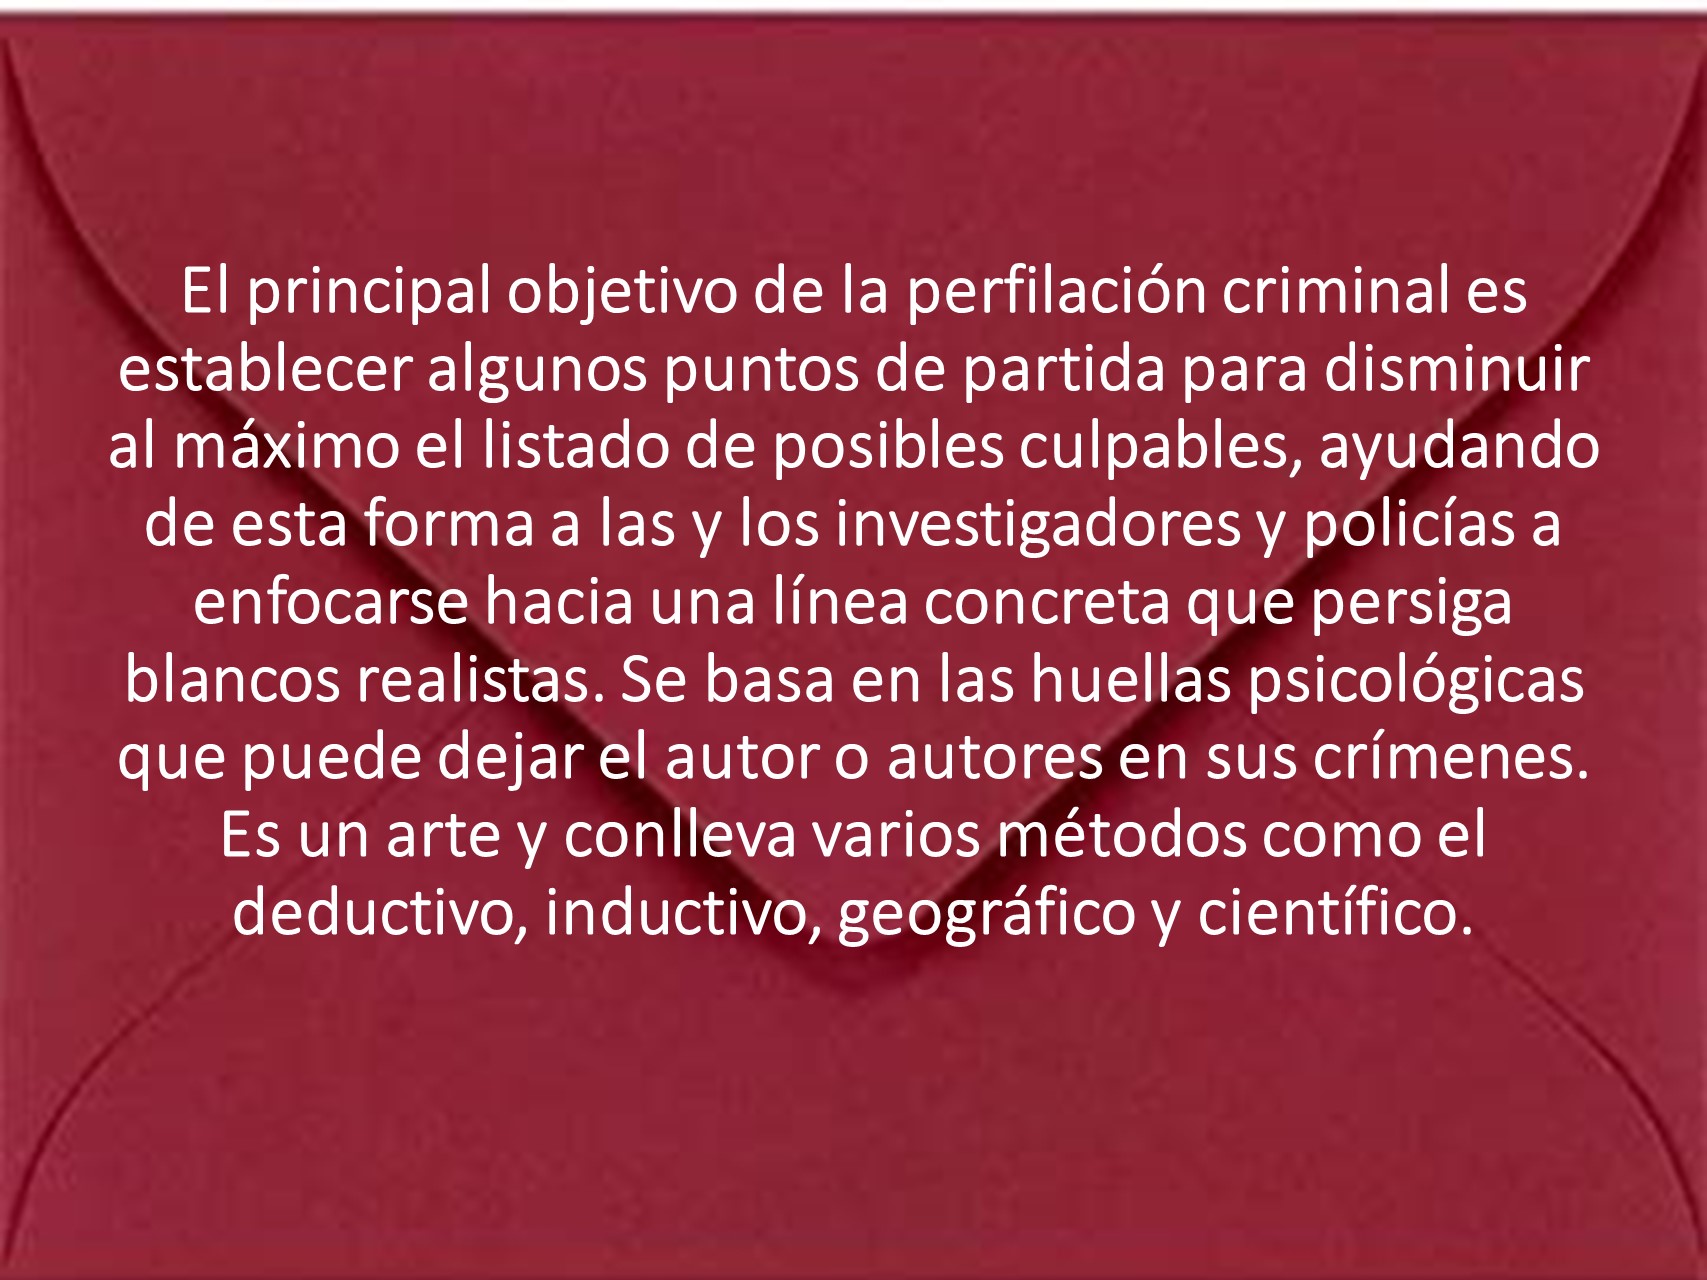 El principal objetivo de la perfilación criminal es
establecer algunos puntos de partida para disminuir
al máximo el listado de posibles culpables, ayudando
de esta forma a las y los investigadores y policías a
enfocarse hacia una línea concreta que persiga
blancos realistas. Se basa en las huellas psicológicas
que puede dejar el autor o autores en sus crímenes.
Es un arte y conlleva varios métodos como el
deductivo, inductivo, geográfico y científico.